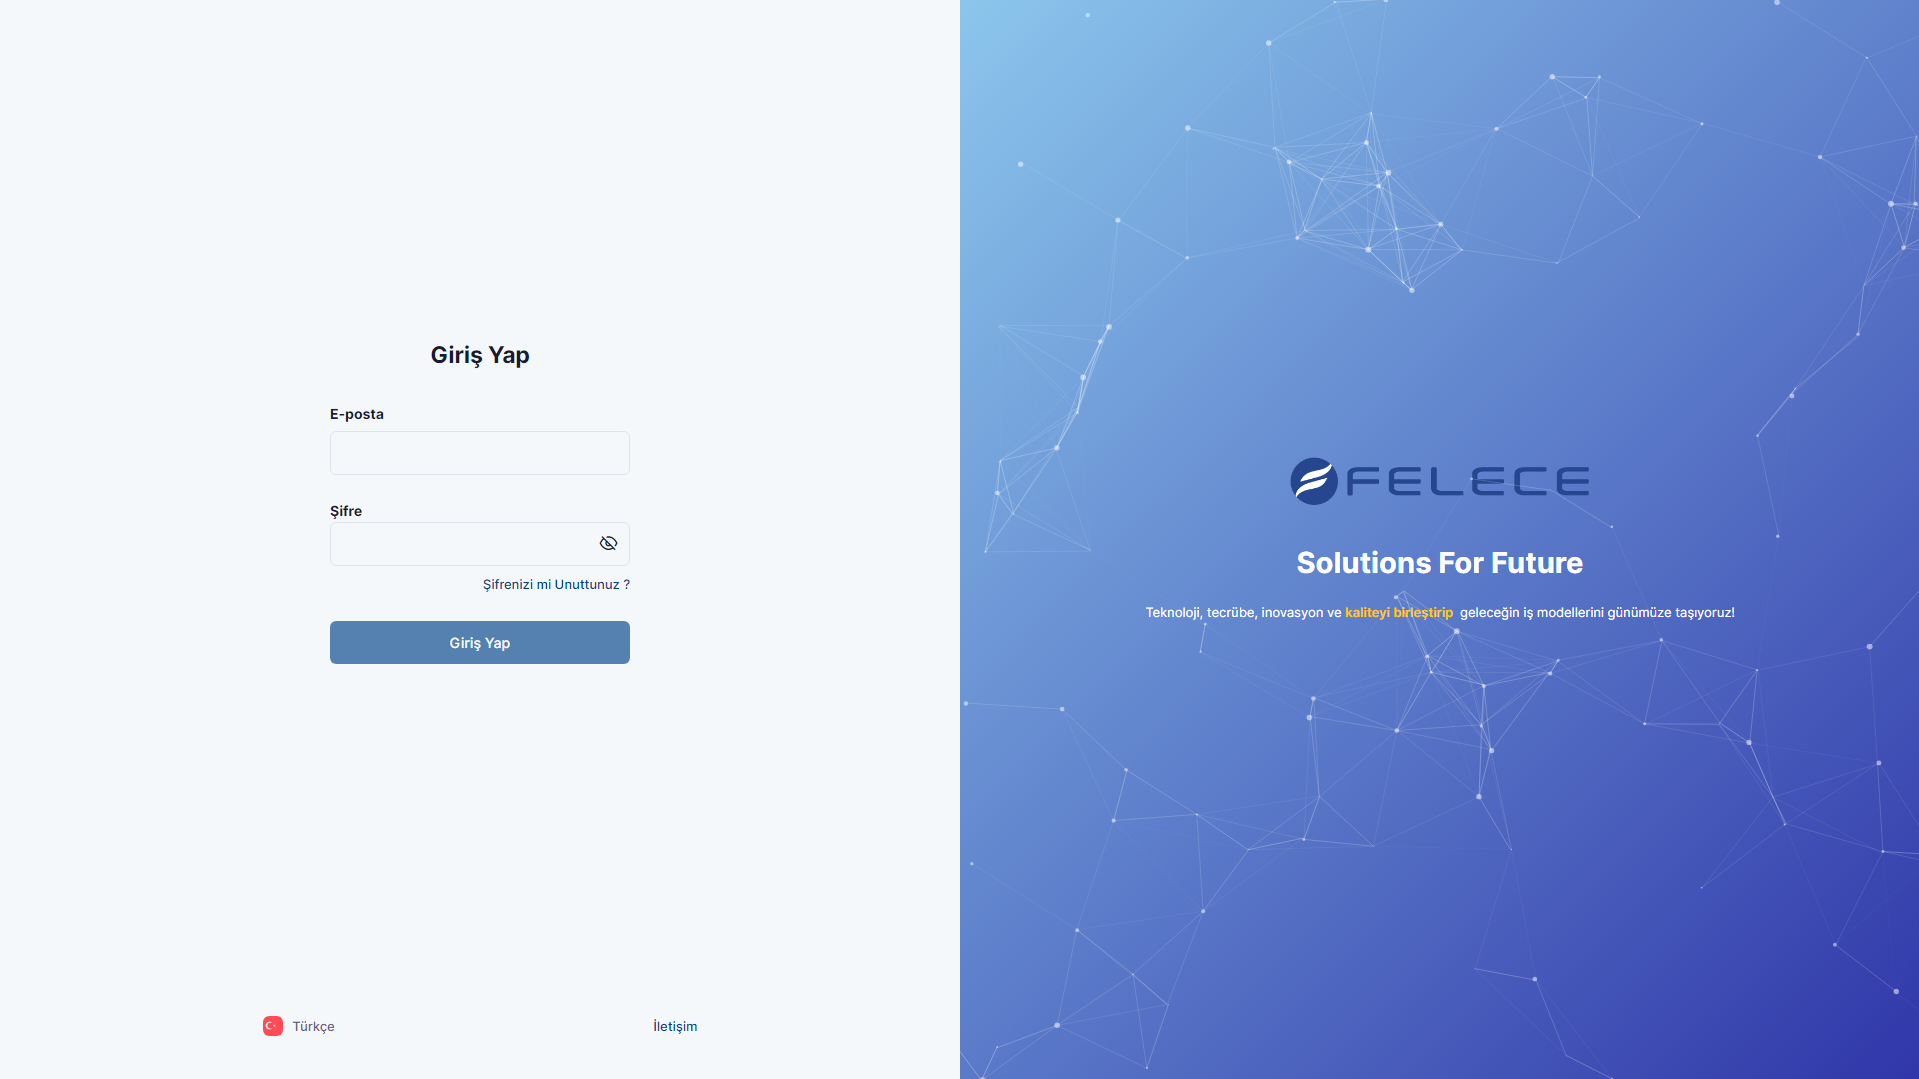 Giriş Yap
E-posta
Şifre
Şifrenizi mi Unuttunuz ?
Giriş Yap
Türkçe
İletişim
FELECE
Solutions For Future
Teknoloji, tecrübe, inovasyon ve kaliteyi birleştirip geleceğin iş modellerini günümüze taşıyoruz!